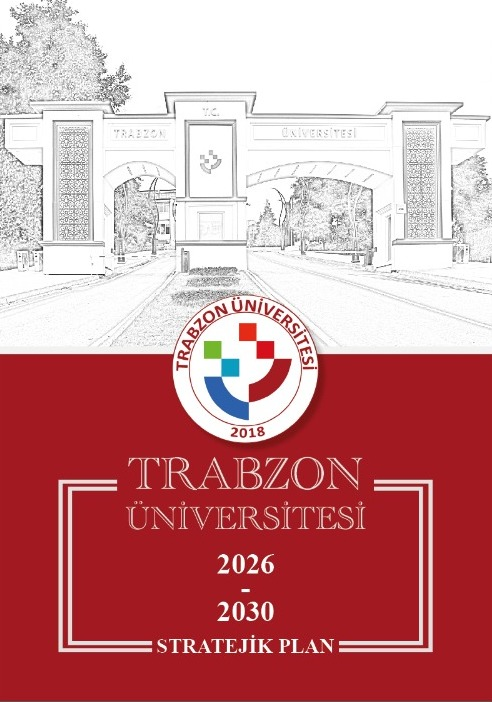 T.C.
TRABZON ÜNİVERSİTESİ
TRABZON ÜNİVERSİTESİ
2018
TRABZON
ÜNİVERSİTESİ
2026
-
2030
STRATEJİK PLAN